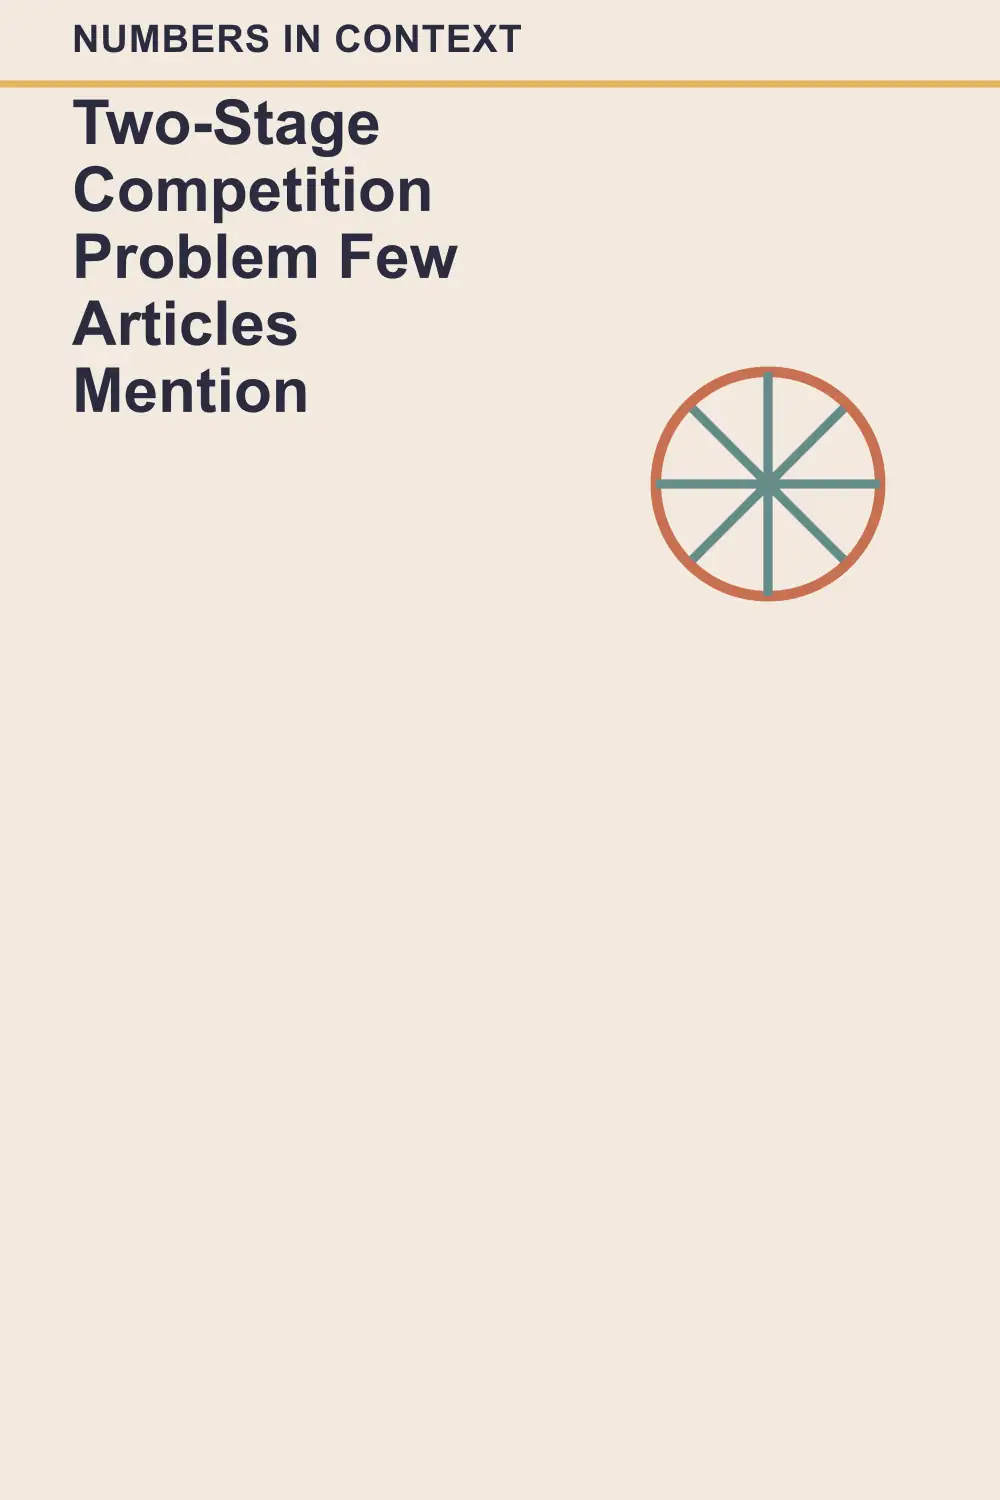 NUMBERS IN CONTEXT
Two-Stage
Competition
Problem Few
Articles
Mention